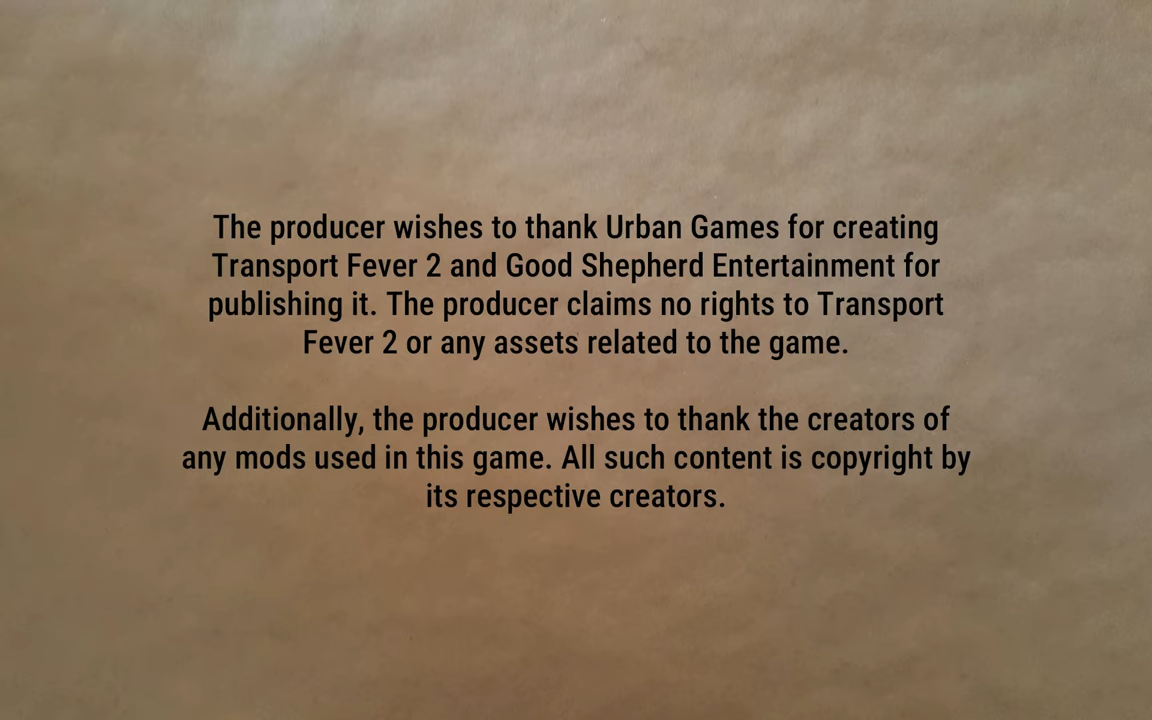 The producer wishes to thank Urban Games for creating
Transport Fever 2 and Good Shepherd Entertainment for
publishing it. The producer claims no rights to Transport
Fever 2 or any assets related to the game.
Additionally, the producer wishes to thank the creators of
any mods used in this game. All such content is copyright by
its respective creators.